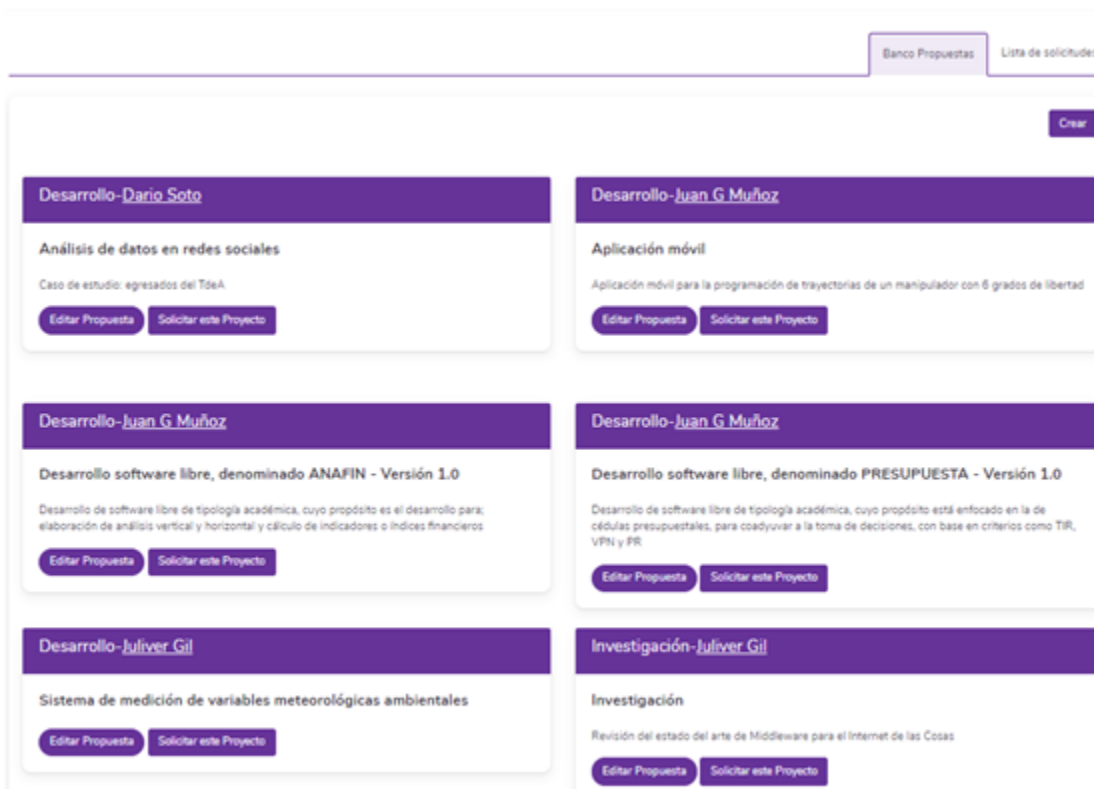 Banco Propuestas
Lista de solicitudes
Crear
Desarrollo-Dario Soto
Análisis de datos en redes sociales
Caso de estudio: egresados del TdeA
Editar Propuesta
Solicitar este Proyecto
Desarrollo-Juan G Muñoz
Aplicación móvil
Aplicación móvil para la programación de trayectorias de un manipulador con 6 grados de libertad
Editar Propuesta
Solicitar este Proyecto
Desarrollo-Juan G Muñoz
Desarrollo software libre, denominado ANAFIN - Versión 1.0
Desarrollo de software libre de tipología académica, cuyo propósito es el desarrollo para;
elaboración de análisis vertical y horizontal y cálculo de indicadores o índices financieros
Editar Propuesta
Solicitar este Proyecto
Desarrollo-Juan G Muñoz
Desarrollo software libre, denominado PRESUPUESTA - Versión 1.0
Desarrollo de software libre de tipología académica, cuyo propósito está enfocado en la de
cédulas presupuestales, para coadyuvar a la toma de decisiones, con base en criterios como TIR,
VPN y PR
Editar Propuesta
Solicitar este Proyecto
Desarrollo-Juliver Gil
Sistema de medición de variables meteorológicas ambientales
Editar Propuesta
Solicitar este Proyecto
Investigación-Juliver Gil
Investigación
Revisión del estado del arte de Middleware para el Internet de las Cosas
Editar Propuesta
Solicitar este Proyecto